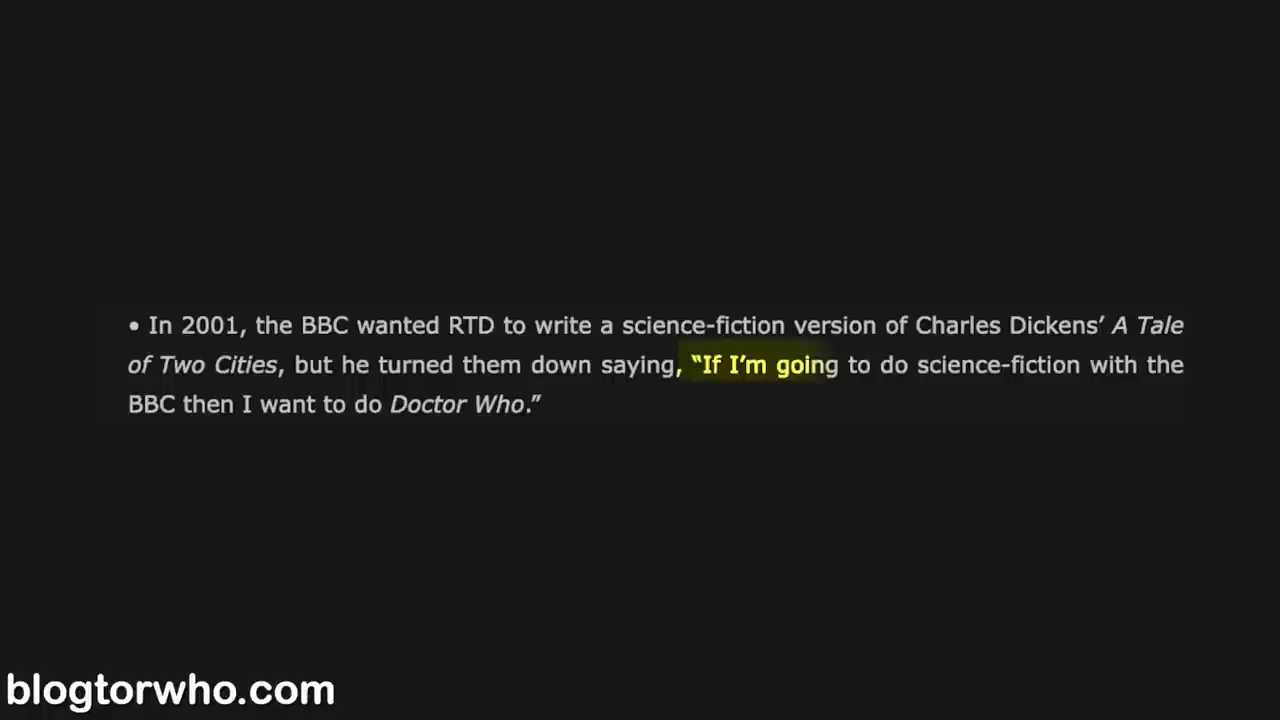 • In 2001, the BBC wanted RTD to write a science-fiction version of Charles Dickens’ A Tale
of Two Cities, but he turned them down saying, “If I’m going to do science-fiction with the
BBC then I want to do Doctor Who.”
blogtorwho.com